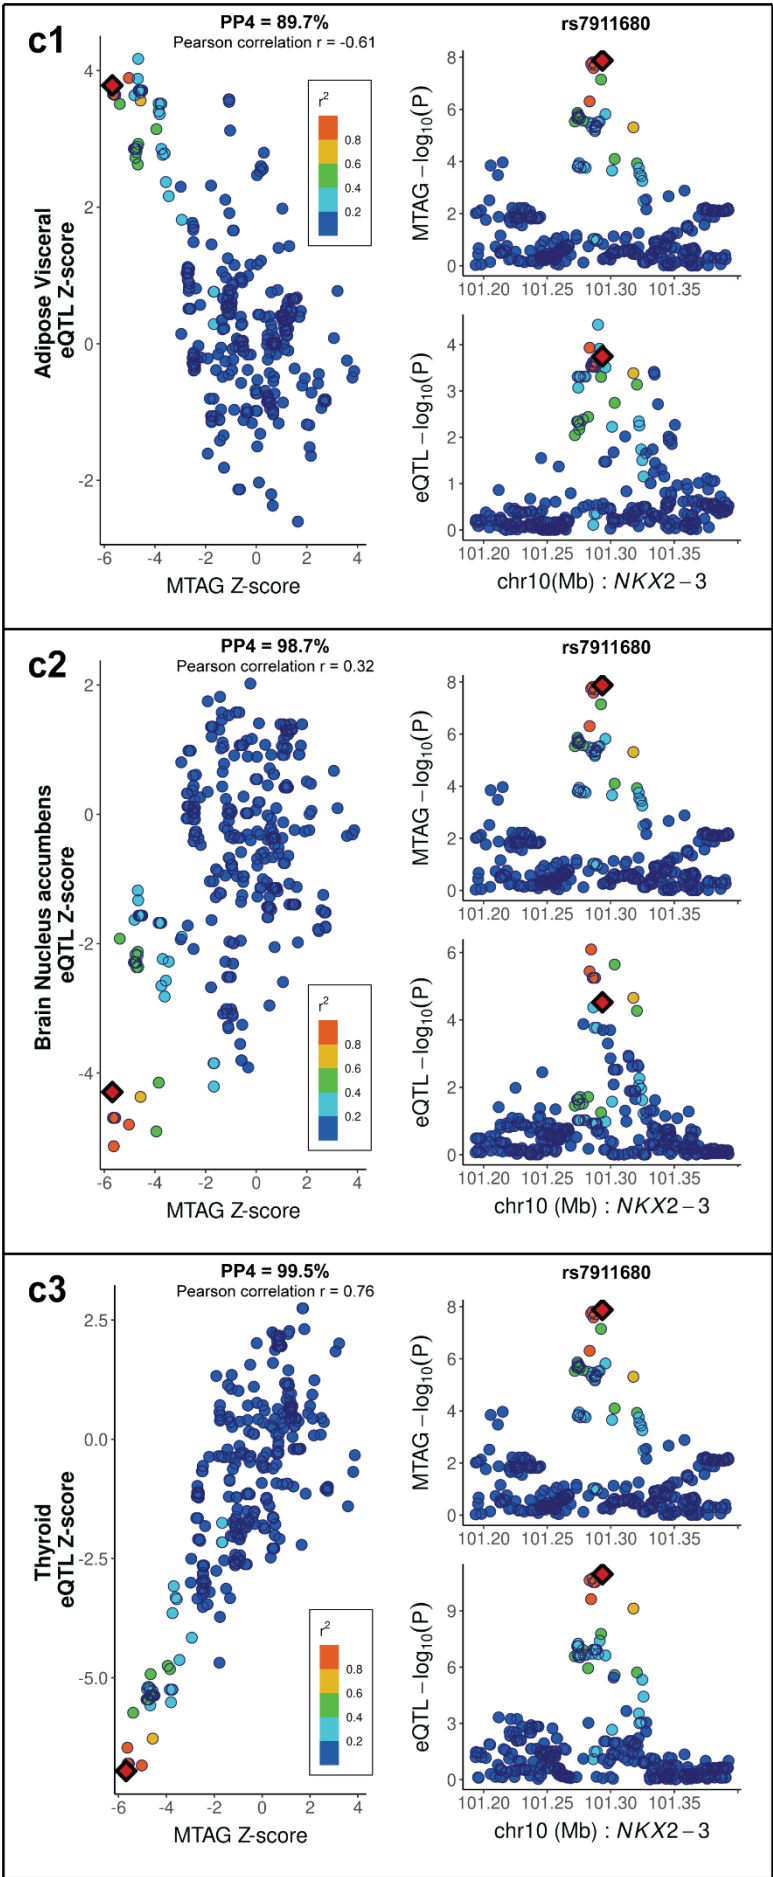 c1
PP4 = 89.7%
Pearson correlation r = -0.61
rs7911680
Adipose Visceral
eQTL Z-score
4
2
0
-2
-6 -4 -2 0 2 4
MTAG Z-score
r²
0.8
0.6
0.4
0.2
MTAG −log₁₀(P)
8
6
4
2
0
101.20 101.25 101.30 101.35
eQTL −log₁₀(P)
4
3
2
1
0
101.20 101.25 101.30 101.35
chr10(Mb) : NKX2−3
c2
PP4 = 98.7%
Pearson correlation r = 0.32
rs7911680
Brain Nucleus accumbens
eQTL Z-score
2
0
-2
-4
-6 -4 -2 0 2 4
MTAG Z-score
r²
0.8
0.6
0.4
0.2
MTAG −log₁₀(P)
8
6
4
2
0
101.20 101.25 101.30 101.35
eQTL −log₁₀(P)
6
4
2
0
101.20 101.25 101.30 101.35
chr10 (Mb) : NKX2−3
c3
PP4 = 99.5%
Pearson correlation r = 0.76
rs7911680
Thyroid
eQTL Z-score
2.5
0.0
-2.5
-5.0
-6 -4 -2 0 2 4
MTAG Z-score
r²
0.8
0.6
0.4
0.2
MTAG −log₁₀(P)
8
6
4
2
0
101.20 101.25 101.30 101.35
eQTL −log₁₀(P)
9
6
3
0
101.20 101.25 101.30 101.35
chr10 (Mb) : NKX2−3